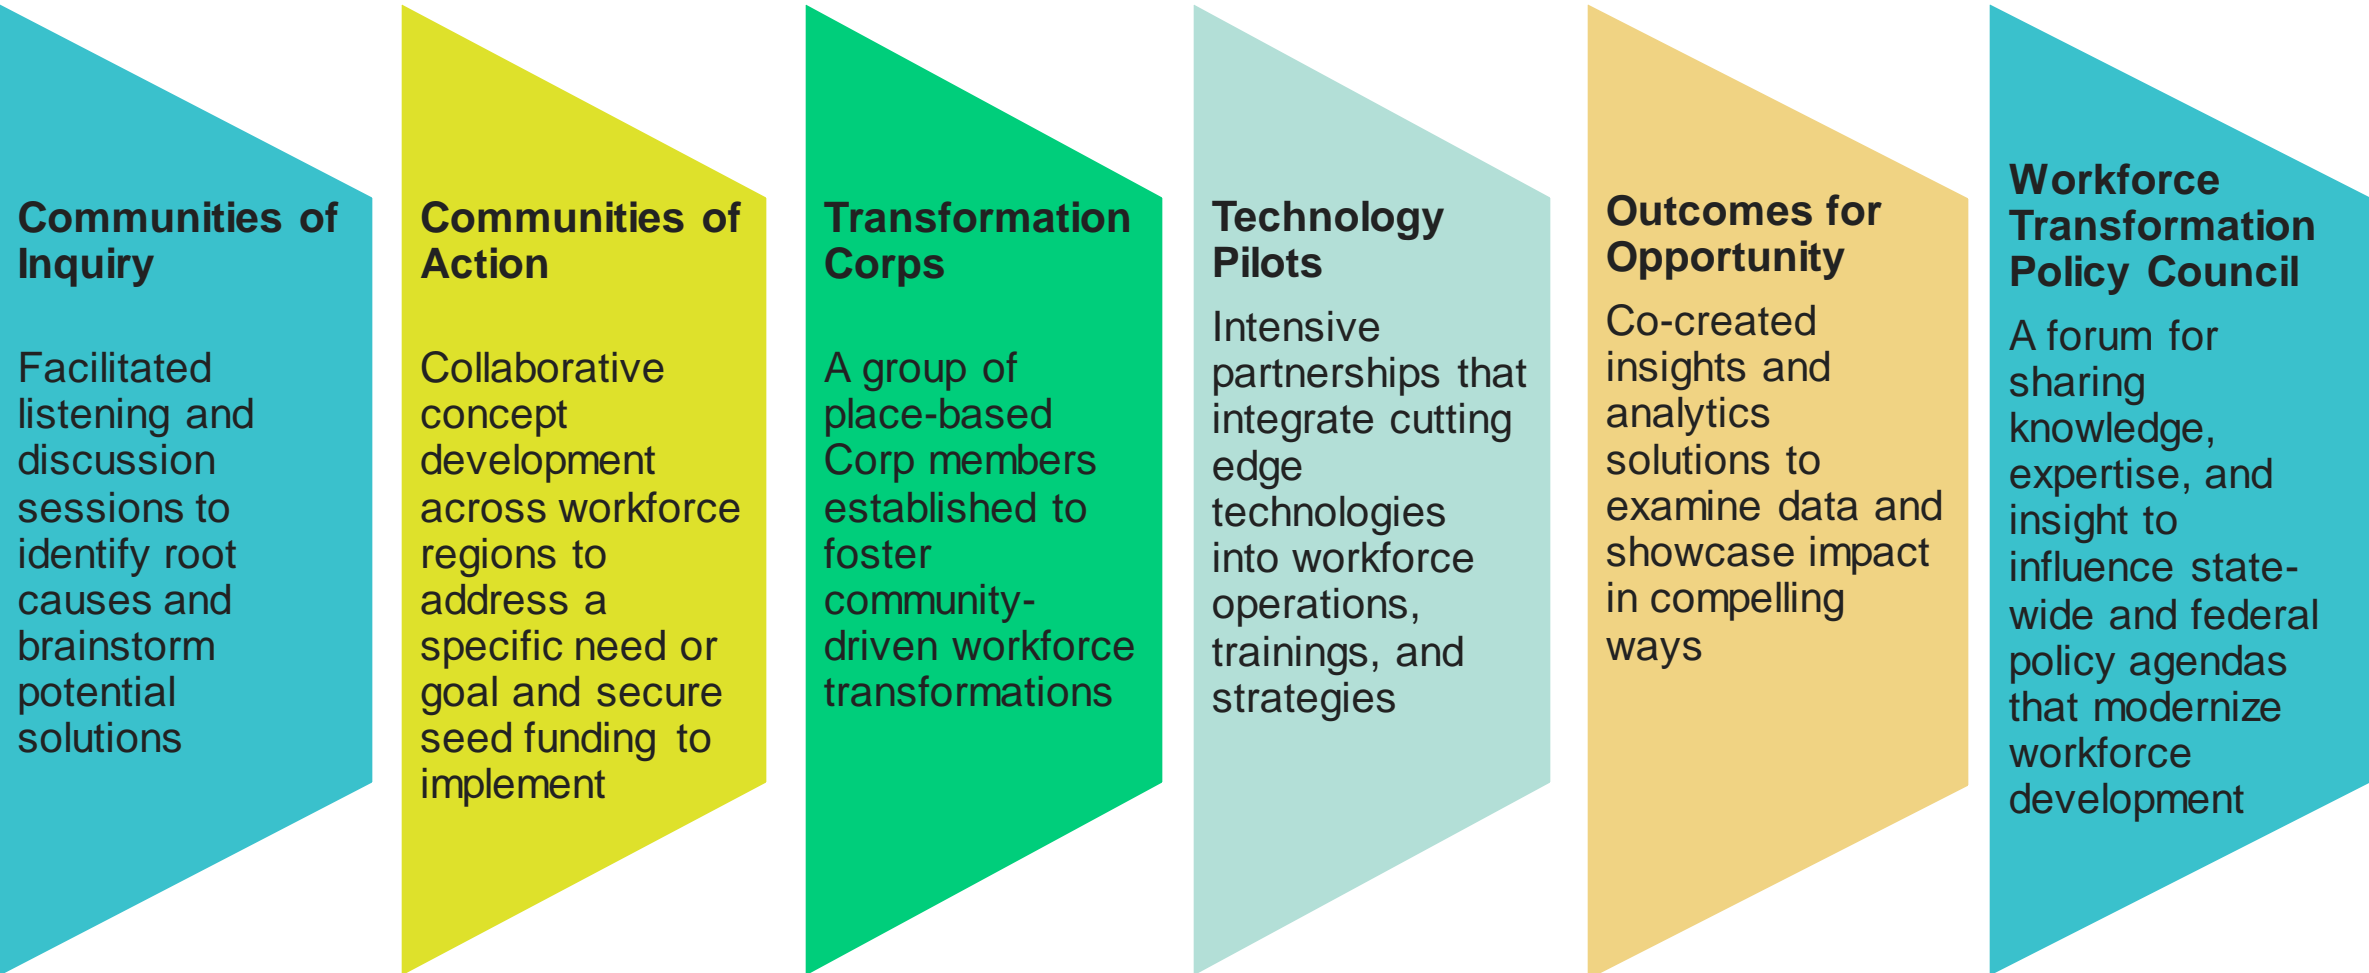 Communities of
Inquiry
Facilitated
listening and
discussion
sessions to
identify root
causes and
brainstorm
potential
solutions
Communities of
Action
Collaborative
concept
development
across workforce
regions to
address a
specific need or
goal and secure
seed funding to
implement
Transformation
Corps
A group of
place-based
Corp members
established to
foster
community-
driven workforce
transformations
Technology
Pilots
Intensive
partnerships that
integrate cutting
edge
technologies
into workforce
operations,
trainings, and
strategies
Outcomes for
Opportunity
Co-created
insights and
analytics
solutions to
examine data and
showcase impact
in compelling
ways
Workforce
Transformation
Policy Council
A forum for
sharing
knowledge,
expertise, and
insight to
influence state-
wide and federal
policy agendas
that modernize
workforce
development